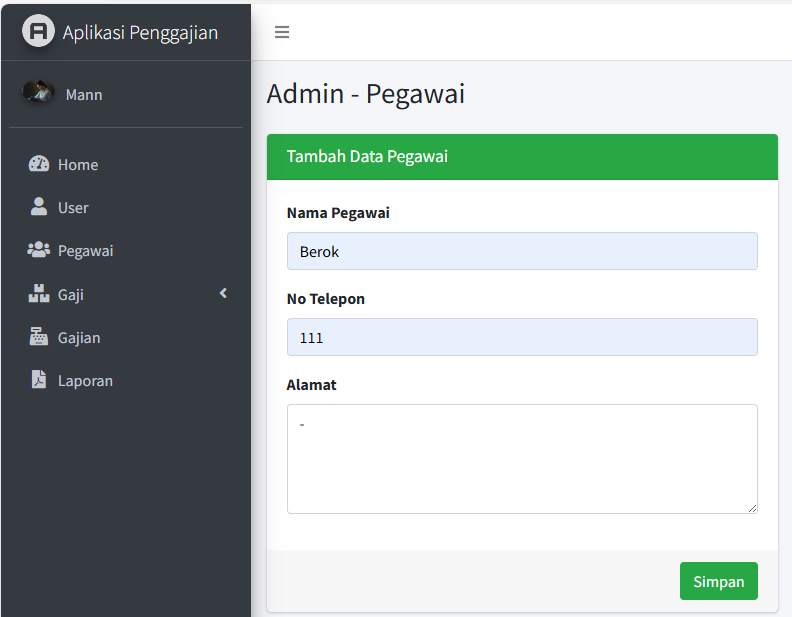 Aplikasi Penggajian
Mann
Home
User
Pegawai
Gaji
Gajian
Laporan
Admin - Pegawai
Tambah Data Pegawai
Nama Pegawai
Berok
No Telepon
111
Alamat
-
Simpan